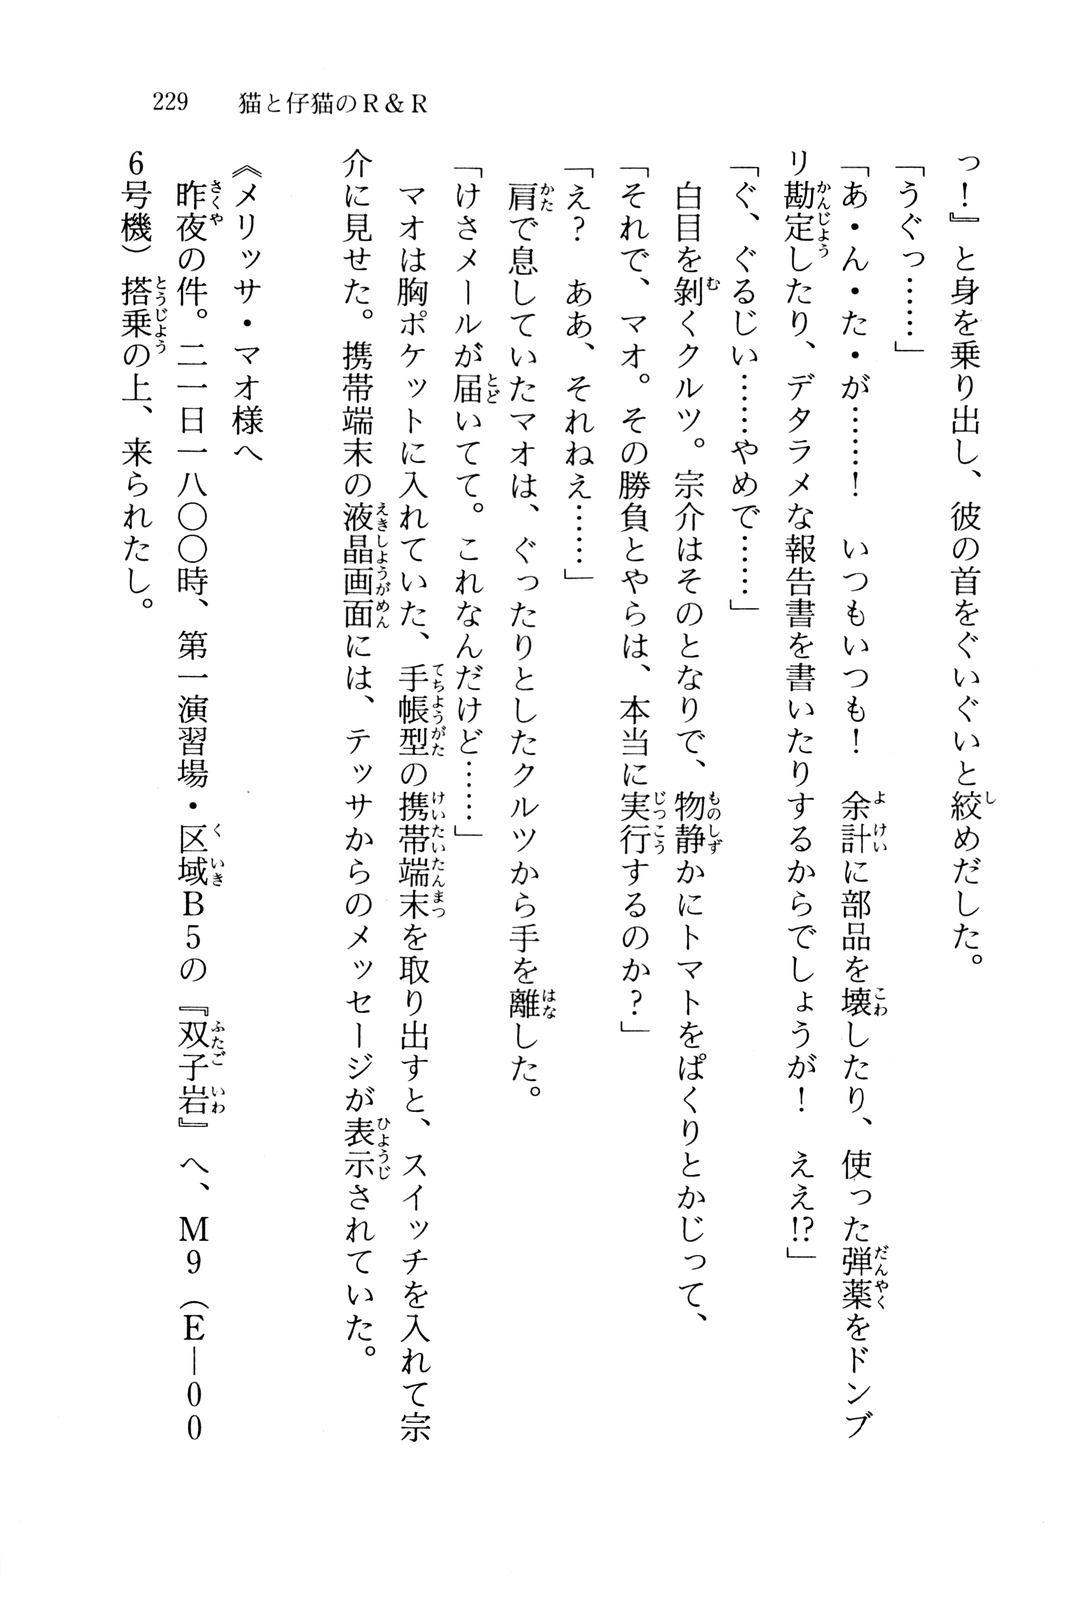 229 猫と仔猫のR＆R
っ！』と身を乗り出し、彼の首をぐいぐいと絞めだした。
「うぐっ……」
「あ・ん・た・が……！　いつもいつも！　余計に部品を壊したり、使った弾薬をドンブ
リ勘定したり、デタラメな報告書を書いたりするからでしょうが！　ええ!?」
「ぐ、ぐるじい……やめで……」
　白目を剝くクルツ。宗介はそのとなりで、物静かにトマトをぱくりとかじって、
「それで、マオ。その勝負とやらは、本当に実行するのか？」
「え？　ああ、それねえ……」
　肩で息していたマオは、ぐったりとしたクルツから手を離した。
「けさメールが届いてて。これなんだけど……」
　マオは胸ポケットに入れていた、手帳型の携帯端末を取り出すと、スイッチを入れて宗
介に見せた。携帯端末の液晶画面には、テッサからのメッセージが表示されていた。
《メリッサ・マオ様へ
　昨夜の件。二一日一八〇〇時、第一演習場・区域B5の『双子岩』へ、M9（E―00
6号機）搭乗の上、来られたし。